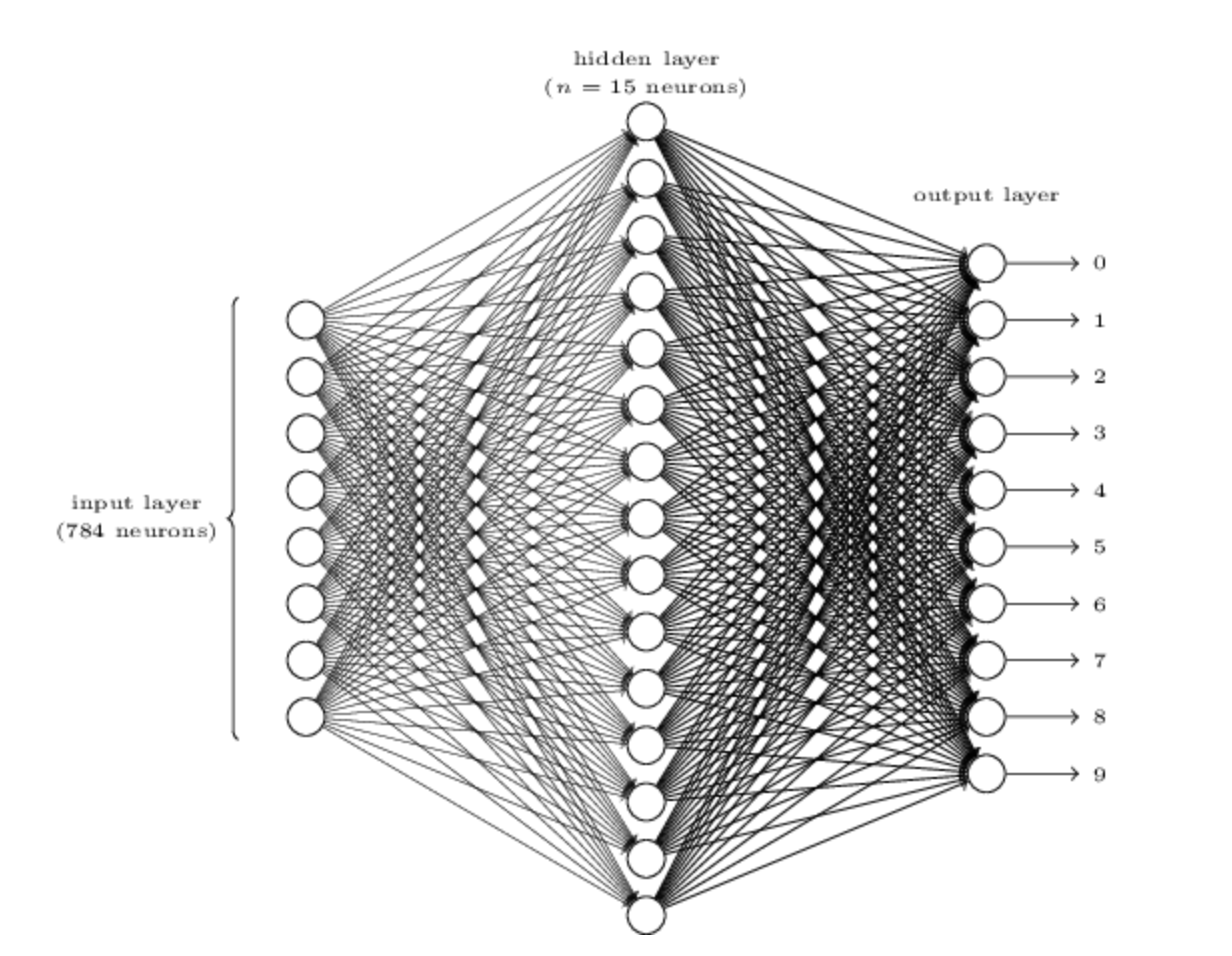 hidden layer
(n = 15 neurons)
output layer
input layer
(784 neurons)
0
1
2
3
4
5
6
7
8
9